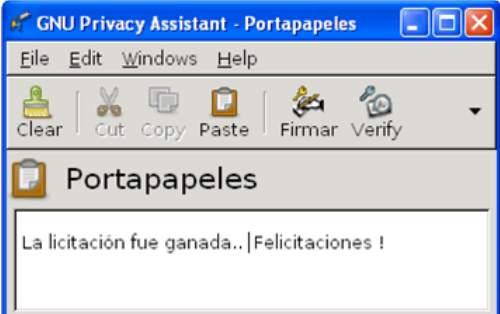 GNU Privacy Assistant - Portapapeles
File Edit Windows Help
Clear Cut Copy Paste Firmar Verify
Portapapeles
La licitación fue ganada.. Felicitaciones !